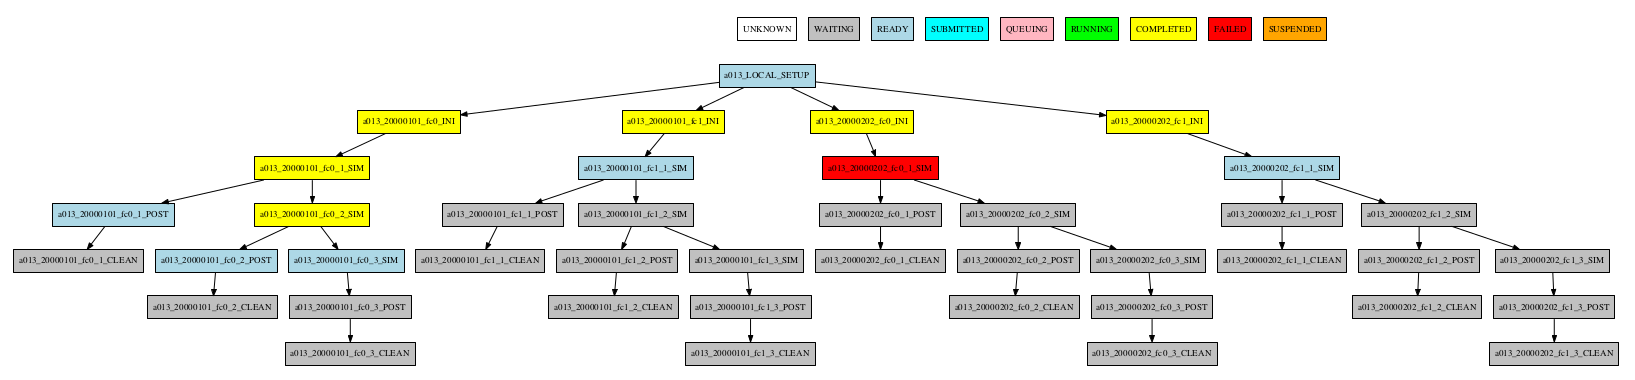 UNKNOWN
WAITING
READY
SUBMITTED
QUEUING
RUNNING
COMPLETED
FAILED
SUSPENDED
a013_LOCAL_SETUP
a013_20000101_fc0_INI
a013_20000101_fc1_INI
a013_20000202_fc0_INI
a013_20000202_fc1_INI
a013_20000101_fc0_1_SIM
a013_20000101_fc1_1_SIM
a013_20000202_fc0_1_SIM
a013_20000202_fc1_1_SIM
a013_20000101_fc0_1_POST
a013_20000101_fc0_2_SIM
a013_20000101_fc1_1_POST
a013_20000101_fc1_2_SIM
a013_20000202_fc0_1_POST
a013_20000202_fc0_2_SIM
a013_20000202_fc1_1_POST
a013_20000202_fc1_2_SIM
a013_20000101_fc0_1_CLEAN
a013_20000101_fc0_2_POST
a013_20000101_fc0_3_SIM
a013_20000101_fc1_1_CLEAN
a013_20000101_fc1_2_POST
a013_20000101_fc1_3_SIM
a013_20000202_fc0_1_CLEAN
a013_20000202_fc0_2_POST
a013_20000202_fc0_3_SIM
a013_20000202_fc1_1_CLEAN
a013_20000202_fc1_2_POST
a013_20000202_fc1_3_SIM
a013_20000101_fc0_2_CLEAN
a013_20000101_fc0_3_POST
a013_20000101_fc1_2_CLEAN
a013_20000101_fc1_3_POST
a013_20000202_fc0_2_CLEAN
a013_20000202_fc0_3_POST
a013_20000202_fc1_2_CLEAN
a013_20000202_fc1_3_POST
a013_20000101_fc0_3_CLEAN
a013_20000101_fc1_3_CLEAN
a013_20000202_fc0_3_CLEAN
a013_20000202_fc1_3_CLEAN